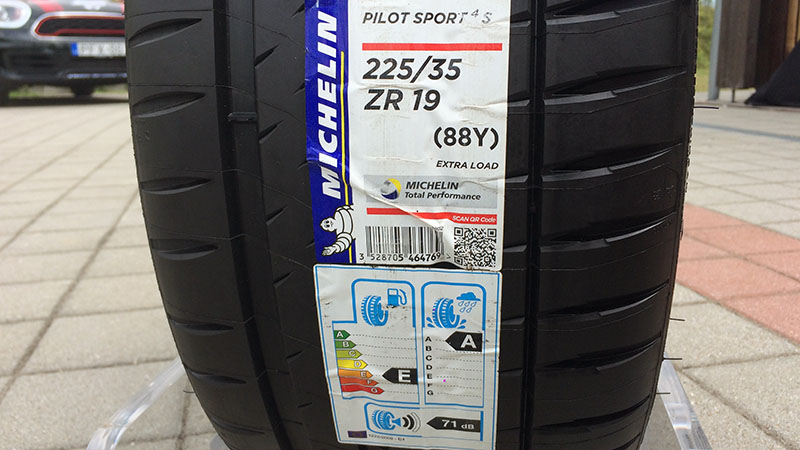 PILOT SPORT 4 S
MICHELIN
225/35
ZR 19
(88Y)
EXTRA LOAD
MICHELIN
Total Performance
SCAN QR Code
3 528705 464769
A
B
C
D
E
F
G
E
A
B
C
D
E
F
G
A
71 dB